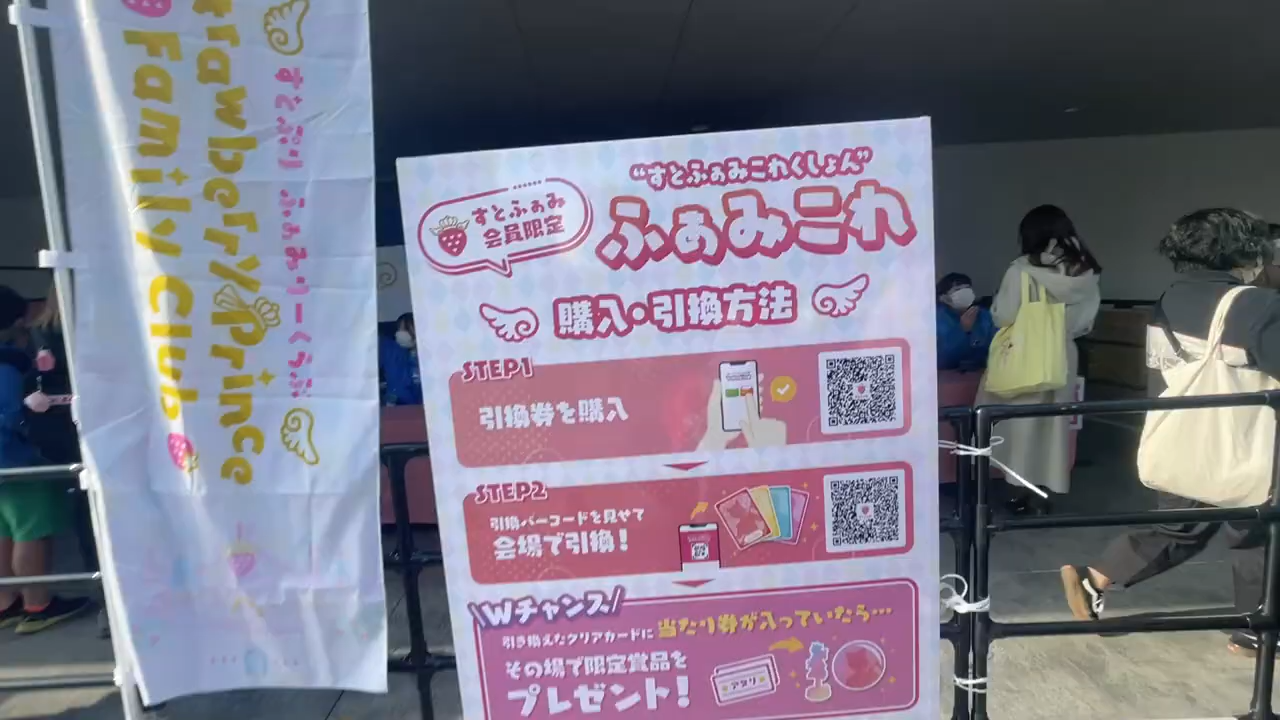 すとぷり ふぁみりーくらぶ
Strawberry Prince
Family Club
すとふぁみ
会員限定
“すとふぁみこれくしょん”
ふぁみこれ
購入・引換方法
STEP1
引換券を購入
STEP2
引換バーコードを見せて
会場で引換!
\Wチャンス/
引き換えたクリアカードに 当たり券が入っていたら…
その場で限定賞品を
プレゼント!
アタリ